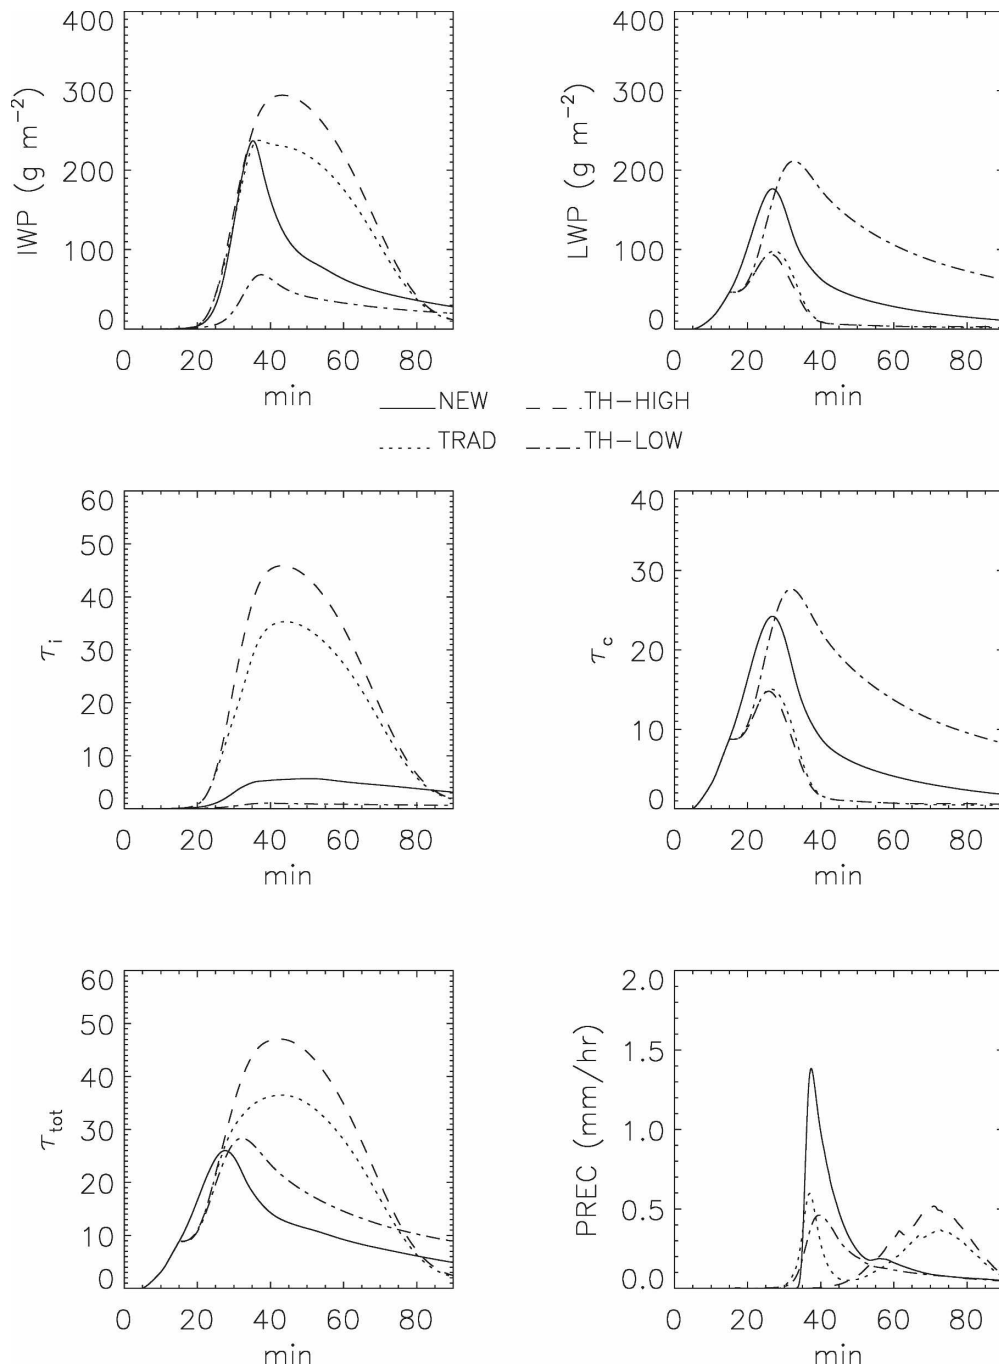 IWP (g m⁻²)
400
300
200
100
0
0 20 40 60 80
min
LWP (g m⁻²)
400
300
200
100
0
0 20 40 60 80
min
NEW TH-HIGH
TRAD TH-LOW
τi
60
50
40
30
20
10
0
0 20 40 60 80
min
τc
40
30
20
10
0
0 20 40 60 80
min
τtot
60
50
40
30
20
10
0
0 20 40 60 80
min
PREC (mm/hr)
2.0
1.5
1.0
0.5
0.0
0 20 40 60 80
min